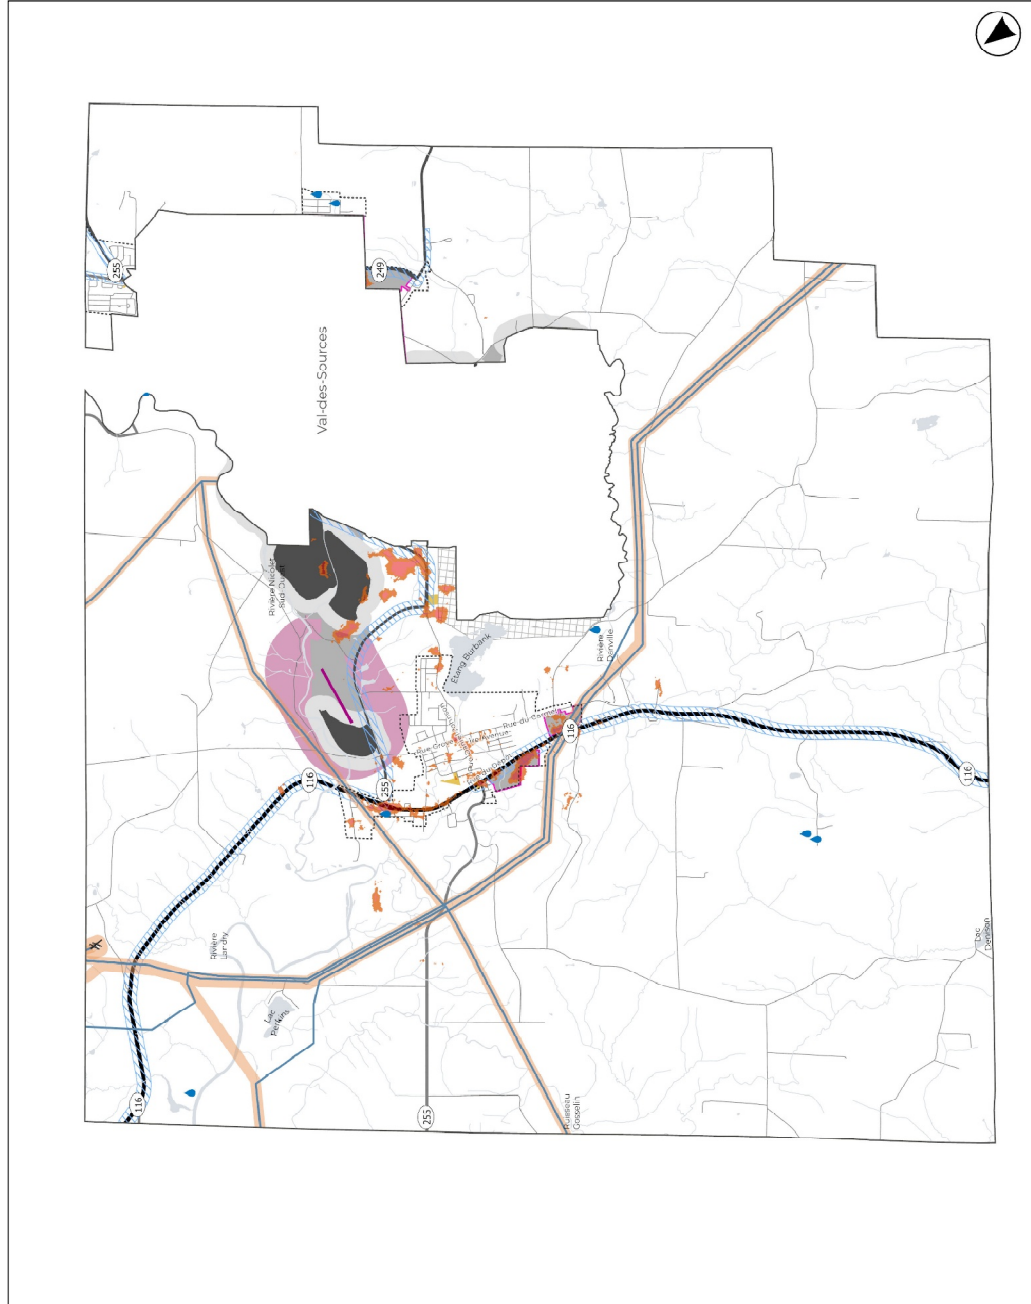 255
249
Val-des-Sources
Rivière Nicolet
Sud-Ouest
Étang Burbank
Rivière
Danville
Rue du Carmel
116
116
255
116
Rivière
Landry
Lac
Perkins
Lac
Denison
116
255
Ruisseau
Gosselin